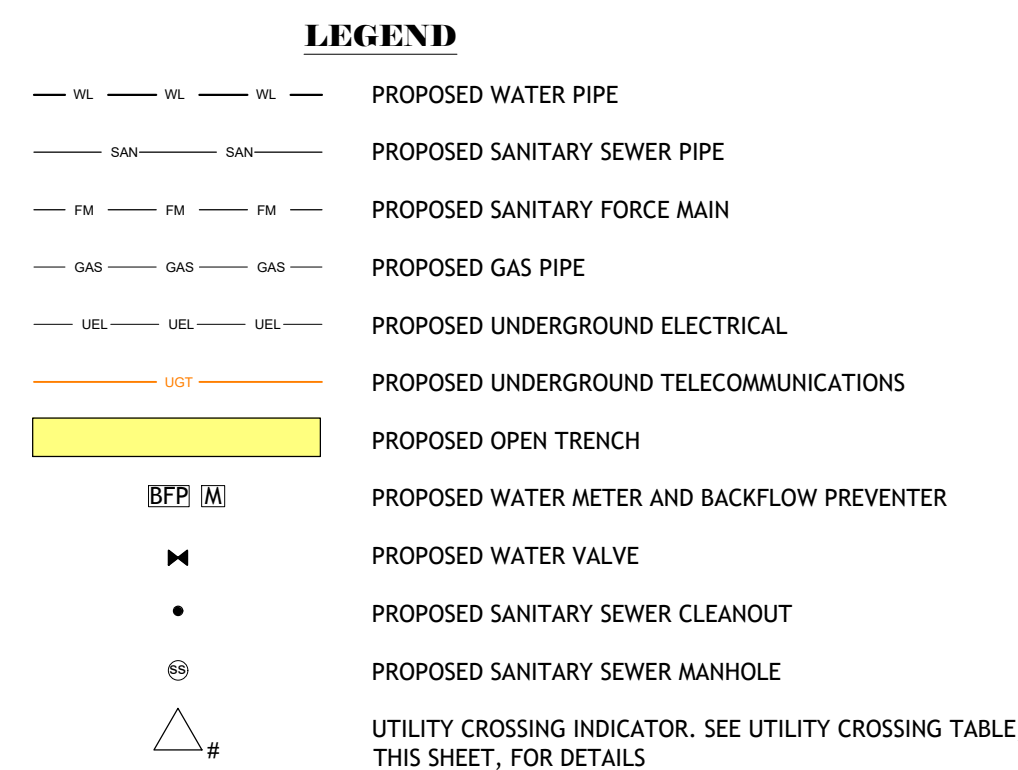 LEGEND
WL WL WL PROPOSED WATER PIPE
SAN SAN PROPOSED SANITARY SEWER PIPE
FM FM FM PROPOSED SANITARY FORCE MAIN
GAS GAS GAS PROPOSED GAS PIPE
UEL UEL UEL PROPOSED UNDERGROUND ELECTRICAL
UGT PROPOSED UNDERGROUND TELECOMMUNICATIONS
PROPOSED OPEN TRENCH
BFP M PROPOSED WATER METER AND BACKFLOW PREVENTER
PROPOSED WATER VALVE
PROPOSED SANITARY SEWER CLEANOUT
SS PROPOSED SANITARY SEWER MANHOLE
# UTILITY CROSSING INDICATOR. SEE UTILITY CROSSING TABLE
THIS SHEET, FOR DETAILS